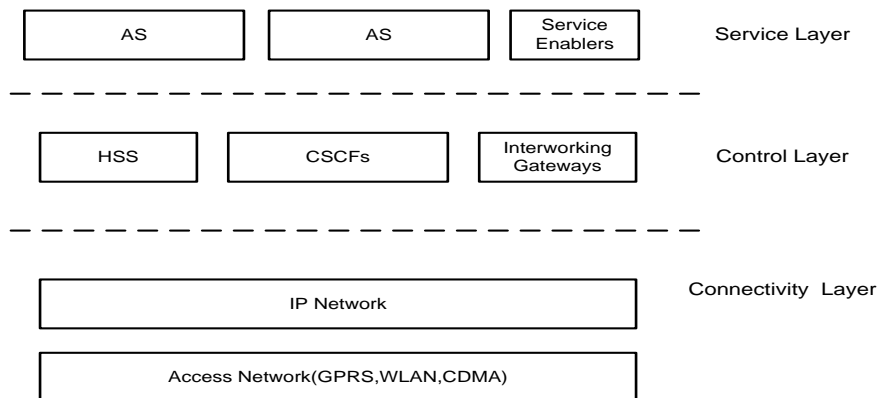 AS
AS
Service
Enablers
Service Layer
HSS
CSCFs
Interworking
Gateways
Control Layer
IP Network
Connectivity Layer
Access Network(GPRS,WLAN,CDMA)